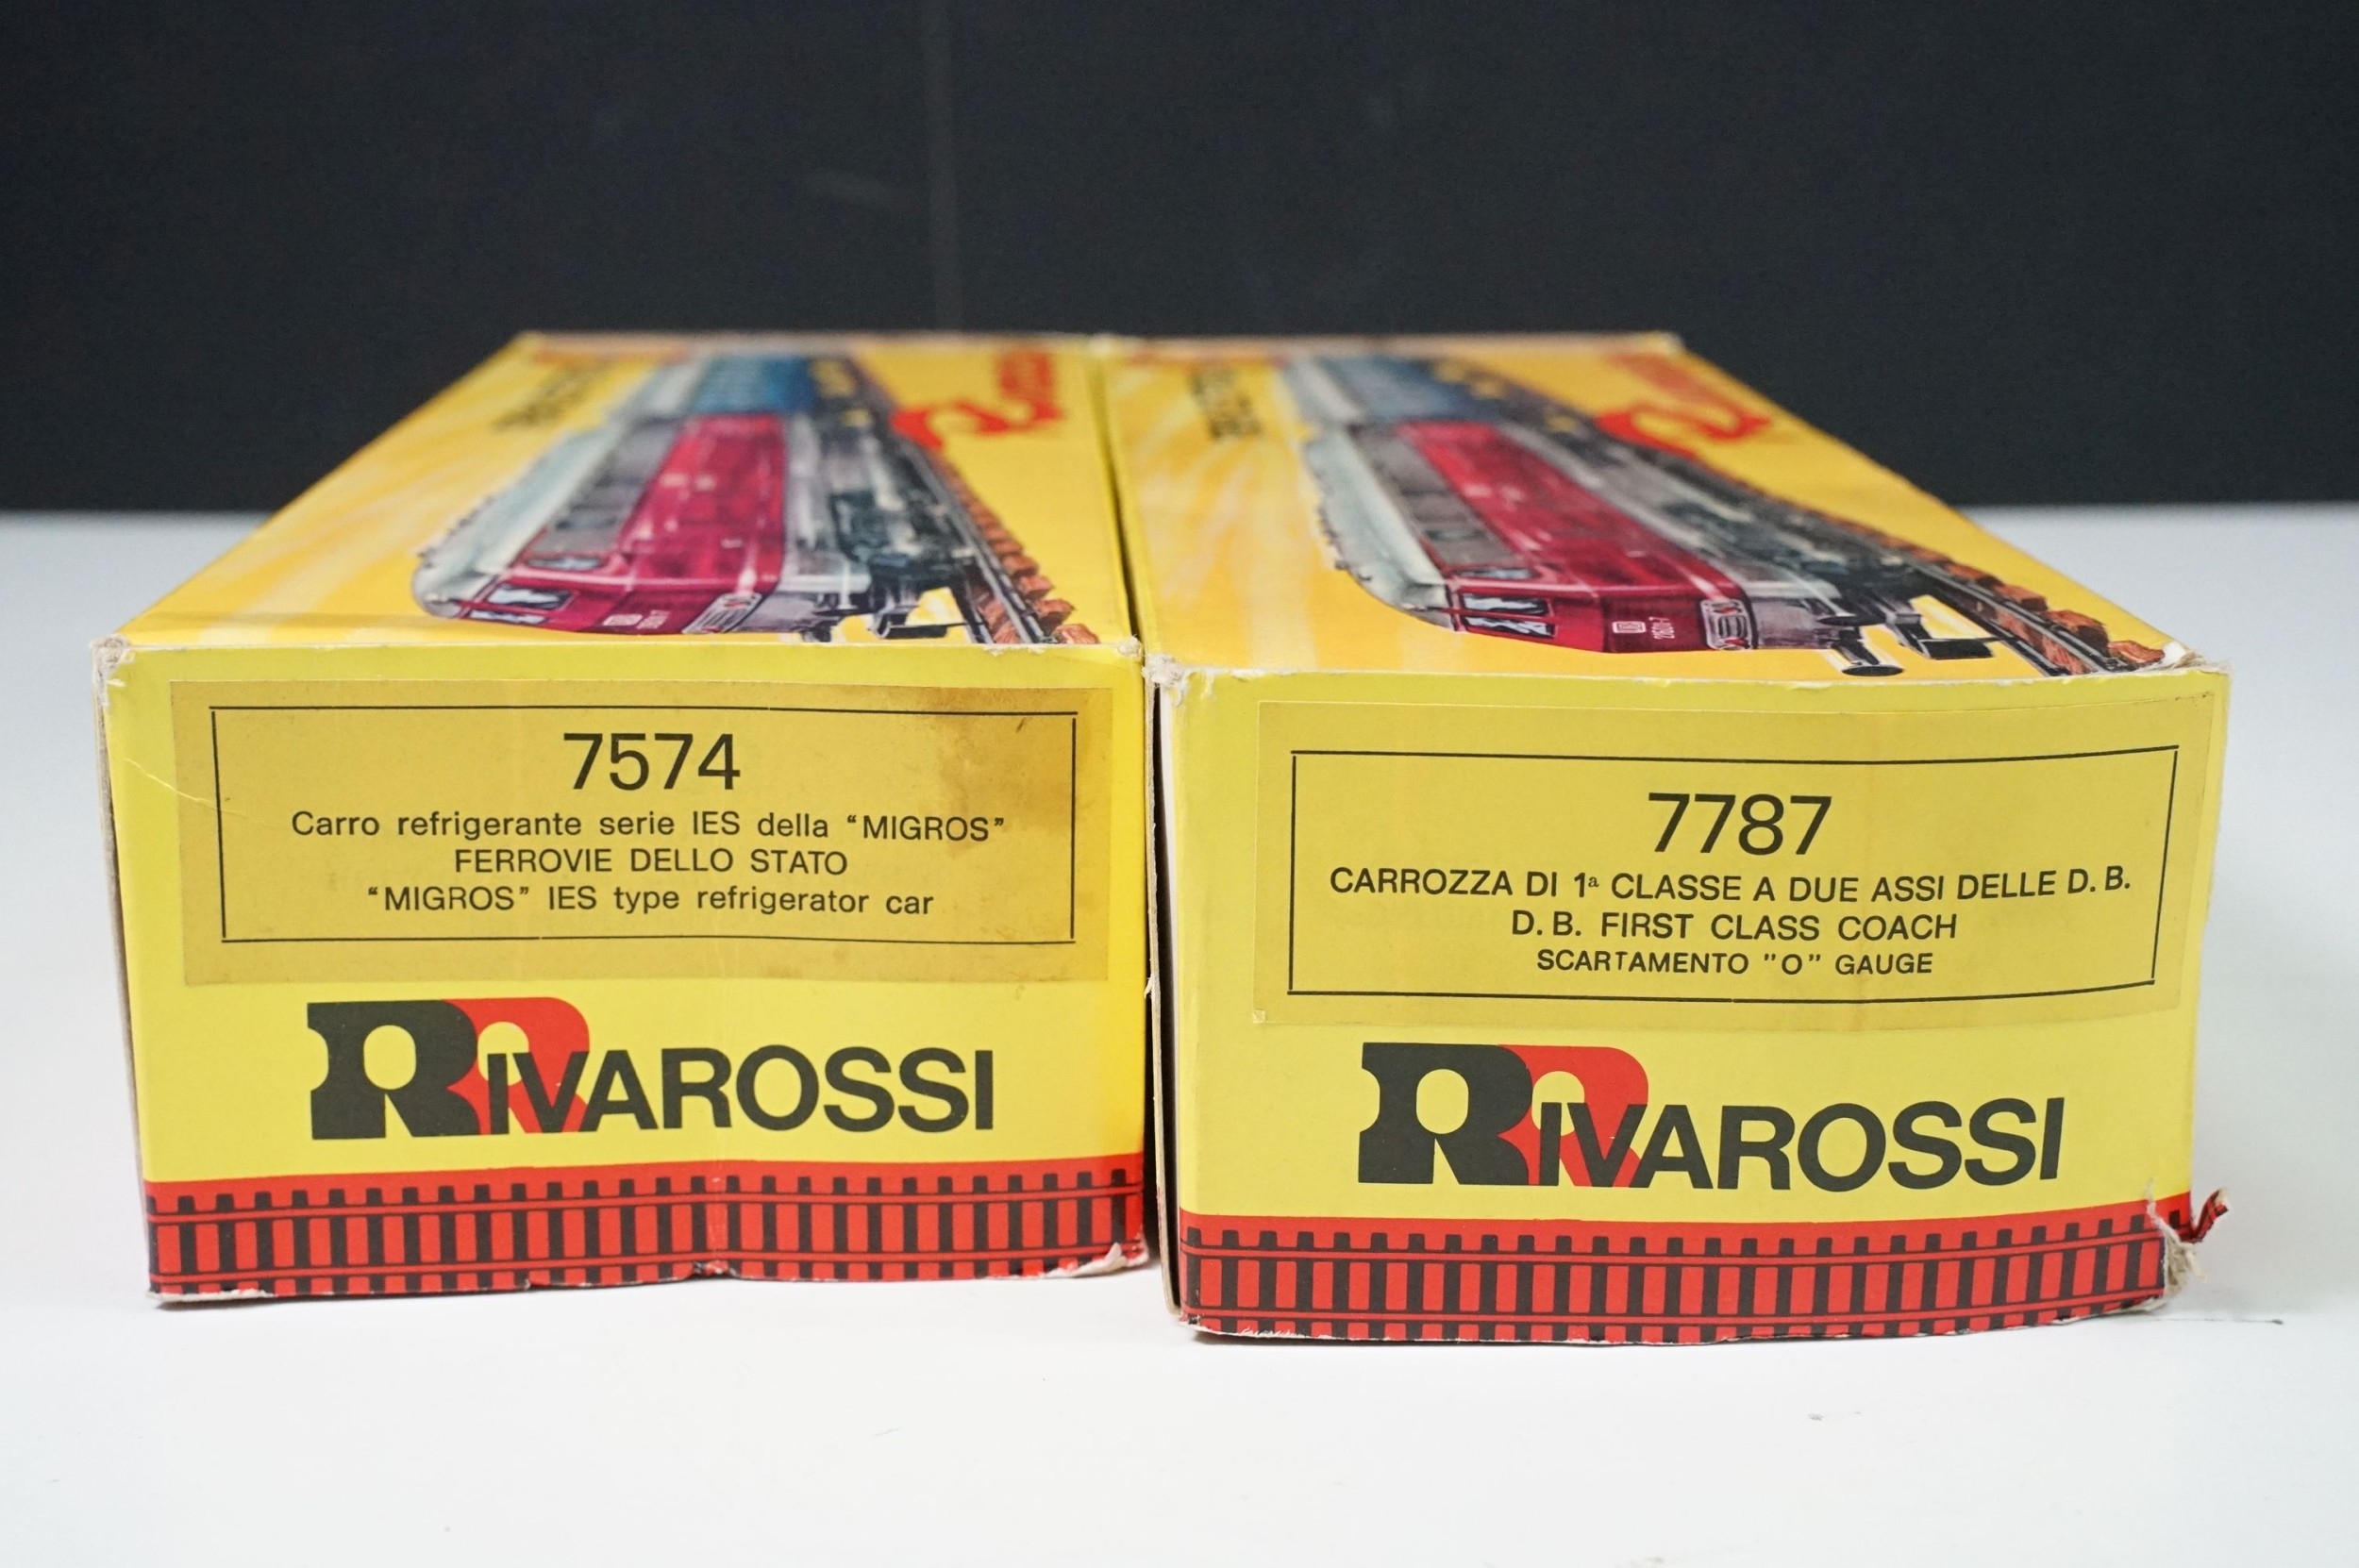 7574
Carro refrigerante serie IES della “MIGROS”
FERROVIE DELLO STATO
“MIGROS” IES type refrigerator car
RIVAROSSI
7787
CARROZZA DI 1ª CLASSE A DUE ASSI DELLE D.B.
D.B. FIRST CLASS COACH
SCARTAMENTO "O" GAUGE
RIVAROSSI